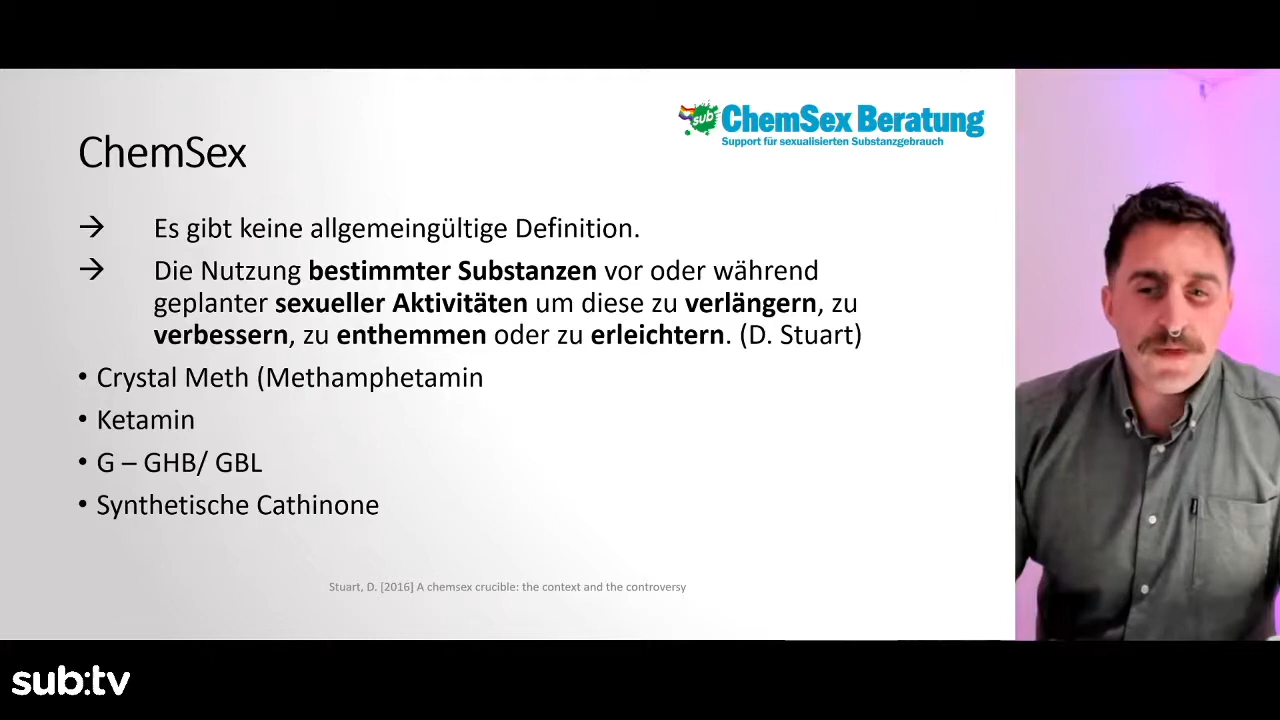 sub
ChemSex Beratung
Support für sexualisierten Substanzgebrauch
ChemSex
→ Es gibt keine allgemeingültige Definition.
→ Die Nutzung bestimmter Substanzen vor oder während
geplanter sexueller Aktivitäten um diese zu verlängern, zu
verbessern, zu enthemmen oder zu erleichtern. (D. Stuart)
• Crystal Meth (Methamphetamin
• Ketamin
• G – GHB/ GBL
• Synthetische Cathinone
Stuart, D. [2016] A chemsex crucible: the context and the controversy
sub:tv